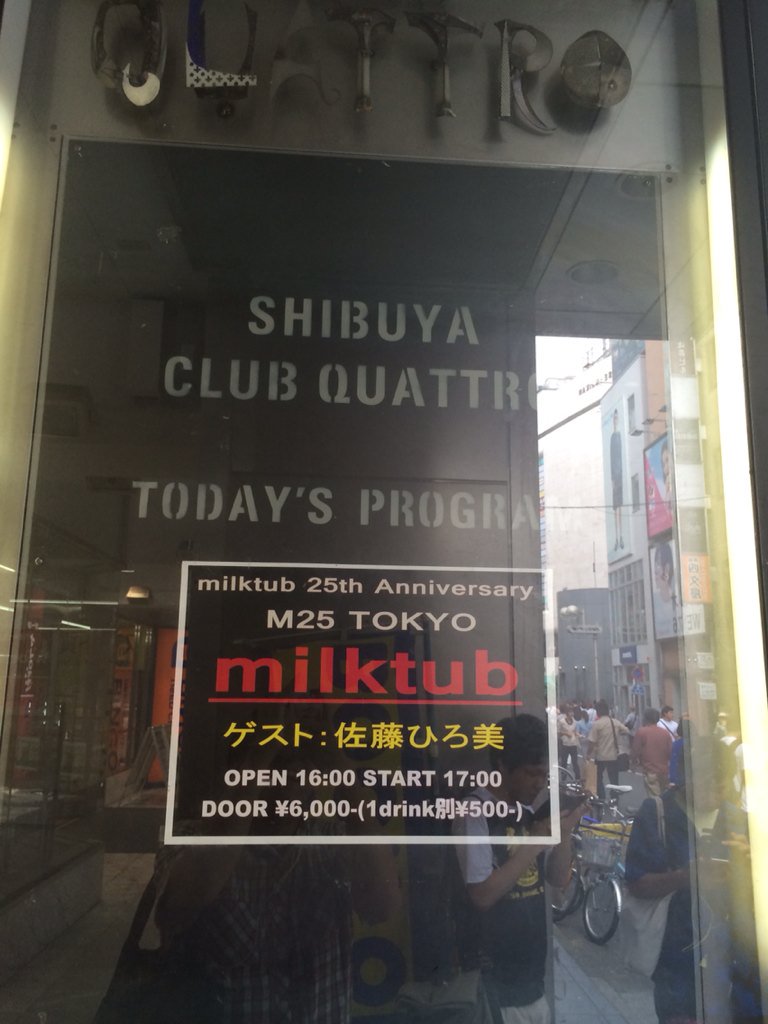 QUATTRO
SHIBUYA
CLUB QUATTRO
TODAY'S PROGRAM
milktub 25th Anniversary
M25 TOKYO
milktub
ゲスト:佐藤ひろ美
OPEN 16:00 START 17:00
DOOR ¥6,000-(1drink別¥500-)